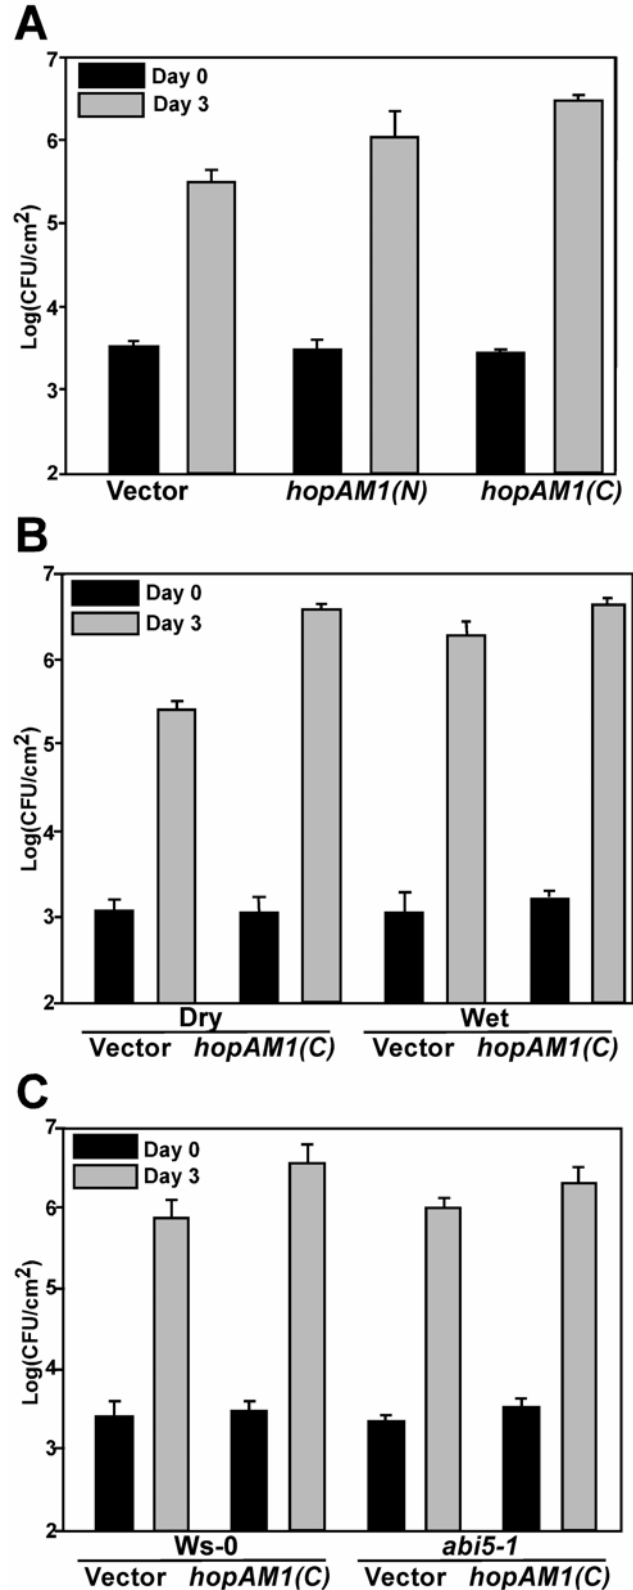 A
7
6
5
4
3
2
Log(CFU/cm2)
Day 0
Day 3
Vector hopAM1(N) hopAM1(C)
B
7
6
5
4
3
2
Log(CFU/cm2)
Day 0
Day 3
Dry Wet
Vector hopAM1(C) Vector hopAM1(C)
C
7
6
5
4
3
2
Log(CFU/cm2)
Day 0
Day 3
Ws-0 abi5-1
Vector hopAM1(C) Vector hopAM1(C)